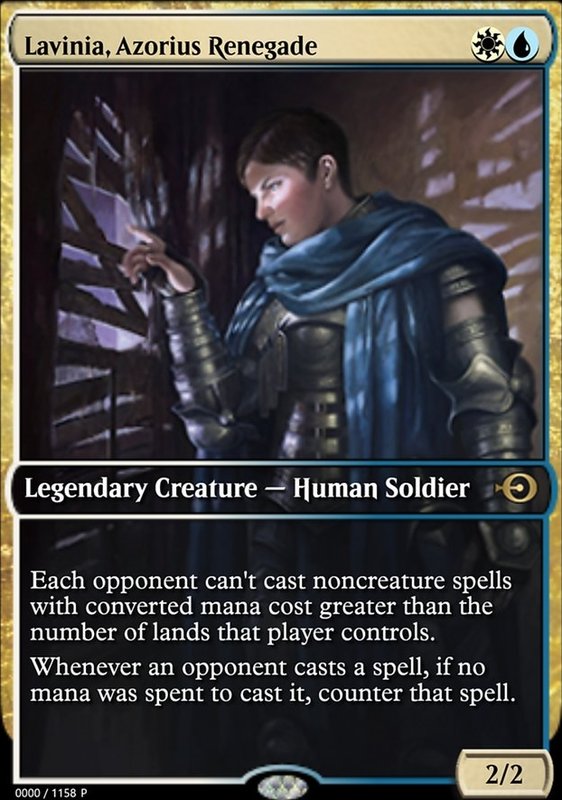 Lavinia, Azorius Renegade
Legendary Creature — Human Soldier
Each opponent can't cast noncreature spells
with converted mana cost greater than the
number of lands that player controls.
Whenever an opponent casts a spell, if no
mana was spent to cast it, counter that spell.
2/2
0000 / 1158 P